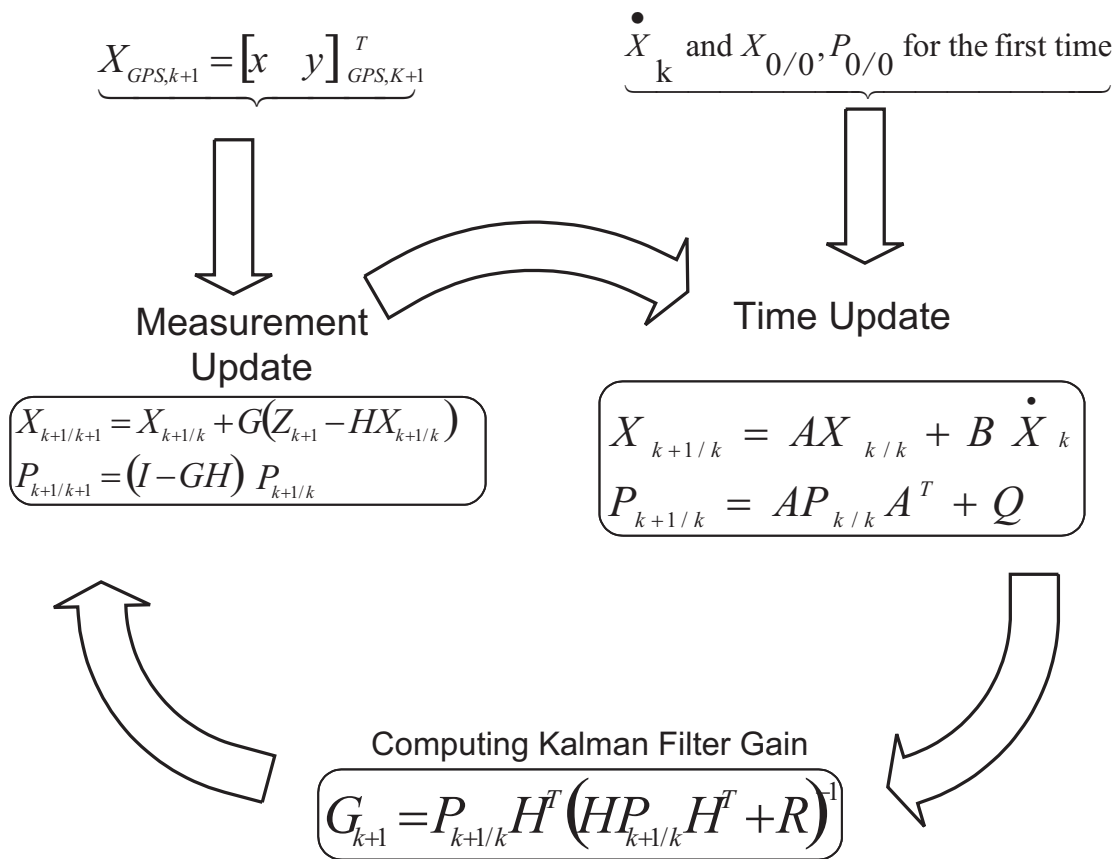 X_{GPS,k+1} = [x y]^T_{GPS,K+1}
Ẋ_k and X_{0/0}, P_{0/0} for the first time
Measurement
Update
X_{k+1/k+1} = X_{k+1/k} + G(Z_{k+1} − HX_{k+1/k})
P_{k+1/k+1} = (I − GH) P_{k+1/k}
Time Update
X_{k+1/k} = AX_{k/k} + B Ẋ_k
P_{k+1/k} = AP_{k/k} A^T + Q
Computing Kalman Filter Gain
G_{k+1} = P_{k+1/k} H^T (HP_{k+1/k} H^T + R)^{-1}